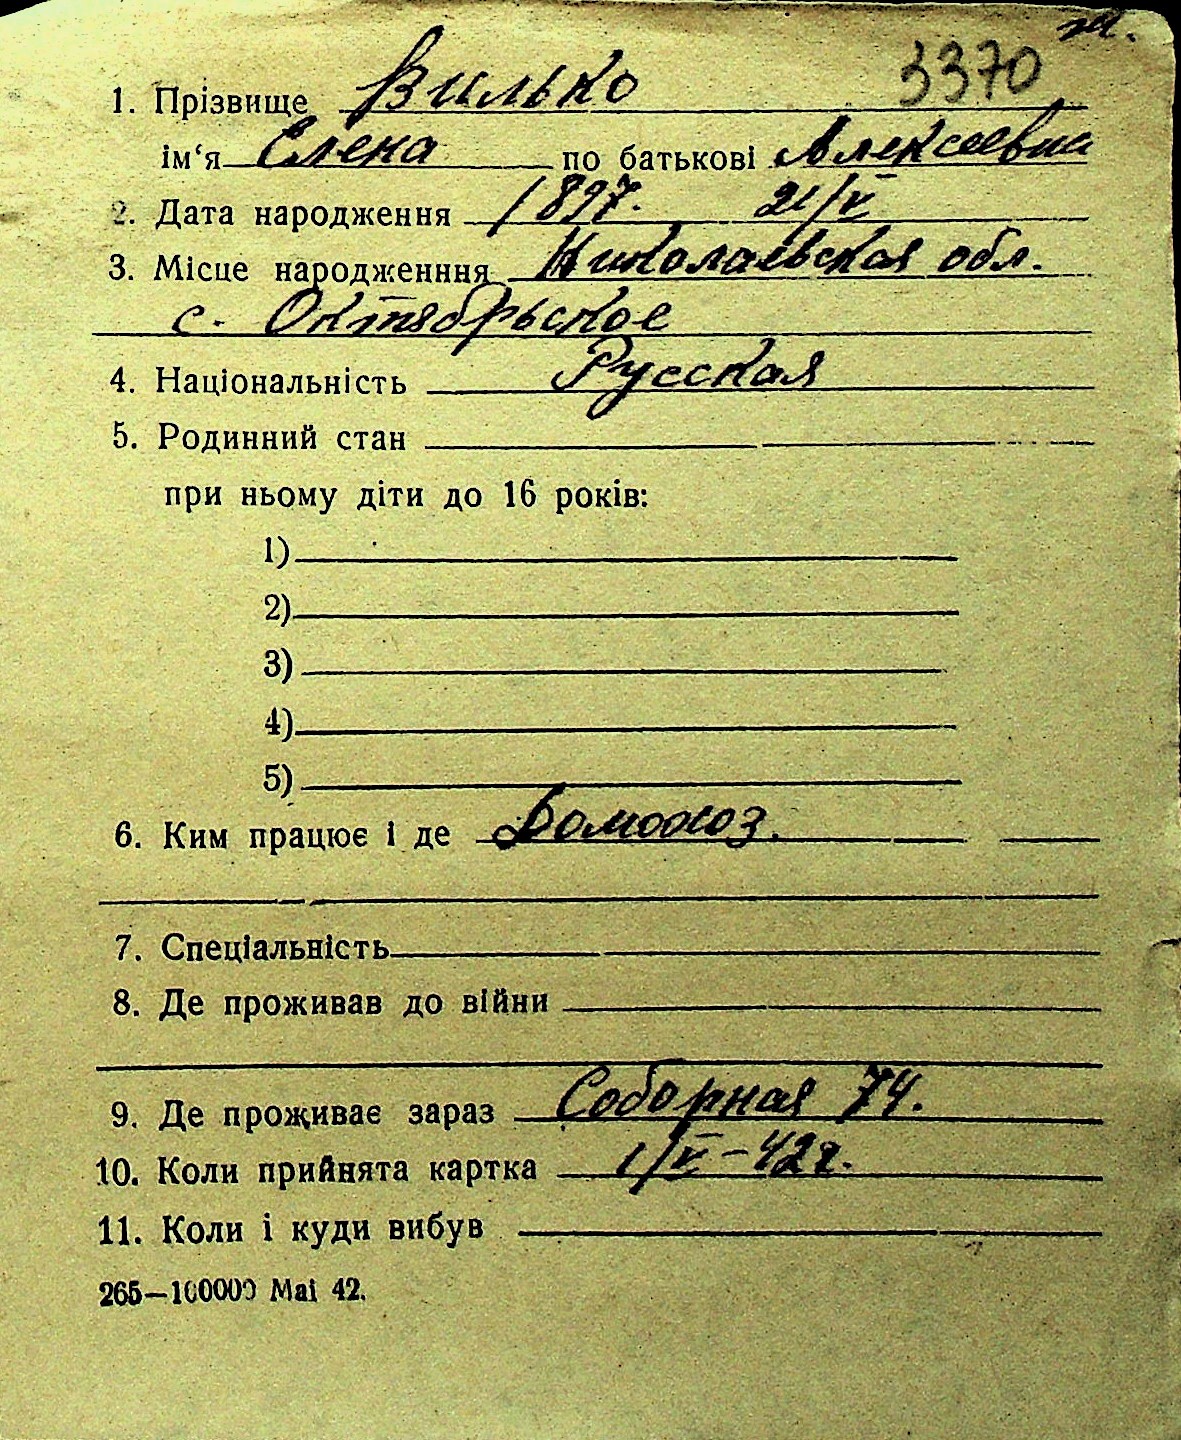 ж.
3370
1. Прізвище Вилько
ім‘я Елена по батькові Алексеевна
2. Дата народження 1897. 21/V
3. Місце народженння Николаевская обл.
с. Октябрьское
4. Національність Русская
5. Родинний стан
при ньому діти до 16 років:
1)
2)
3)
4)
5)
6. Ким працює і де Домохоз.
7. Спеціальність
8. Де проживав до війни
9. Де проживає зараз Соборная 74.
10. Коли прийнята картка 1/VI-42г.
11. Коли і куди вибув
265—100000 Mai 42.